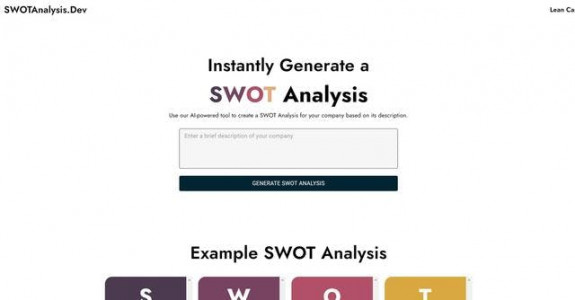 SWOTAnalysis.Dev
Lean Ca
Instantly Generate a
SWOT Analysis
Use our AI-powered tool to create a SWOT Analysis for your company based on its description.
Enter a brief description of your company
GENERATE SWOT ANALYSIS
Example SWOT Analysis
S W O T